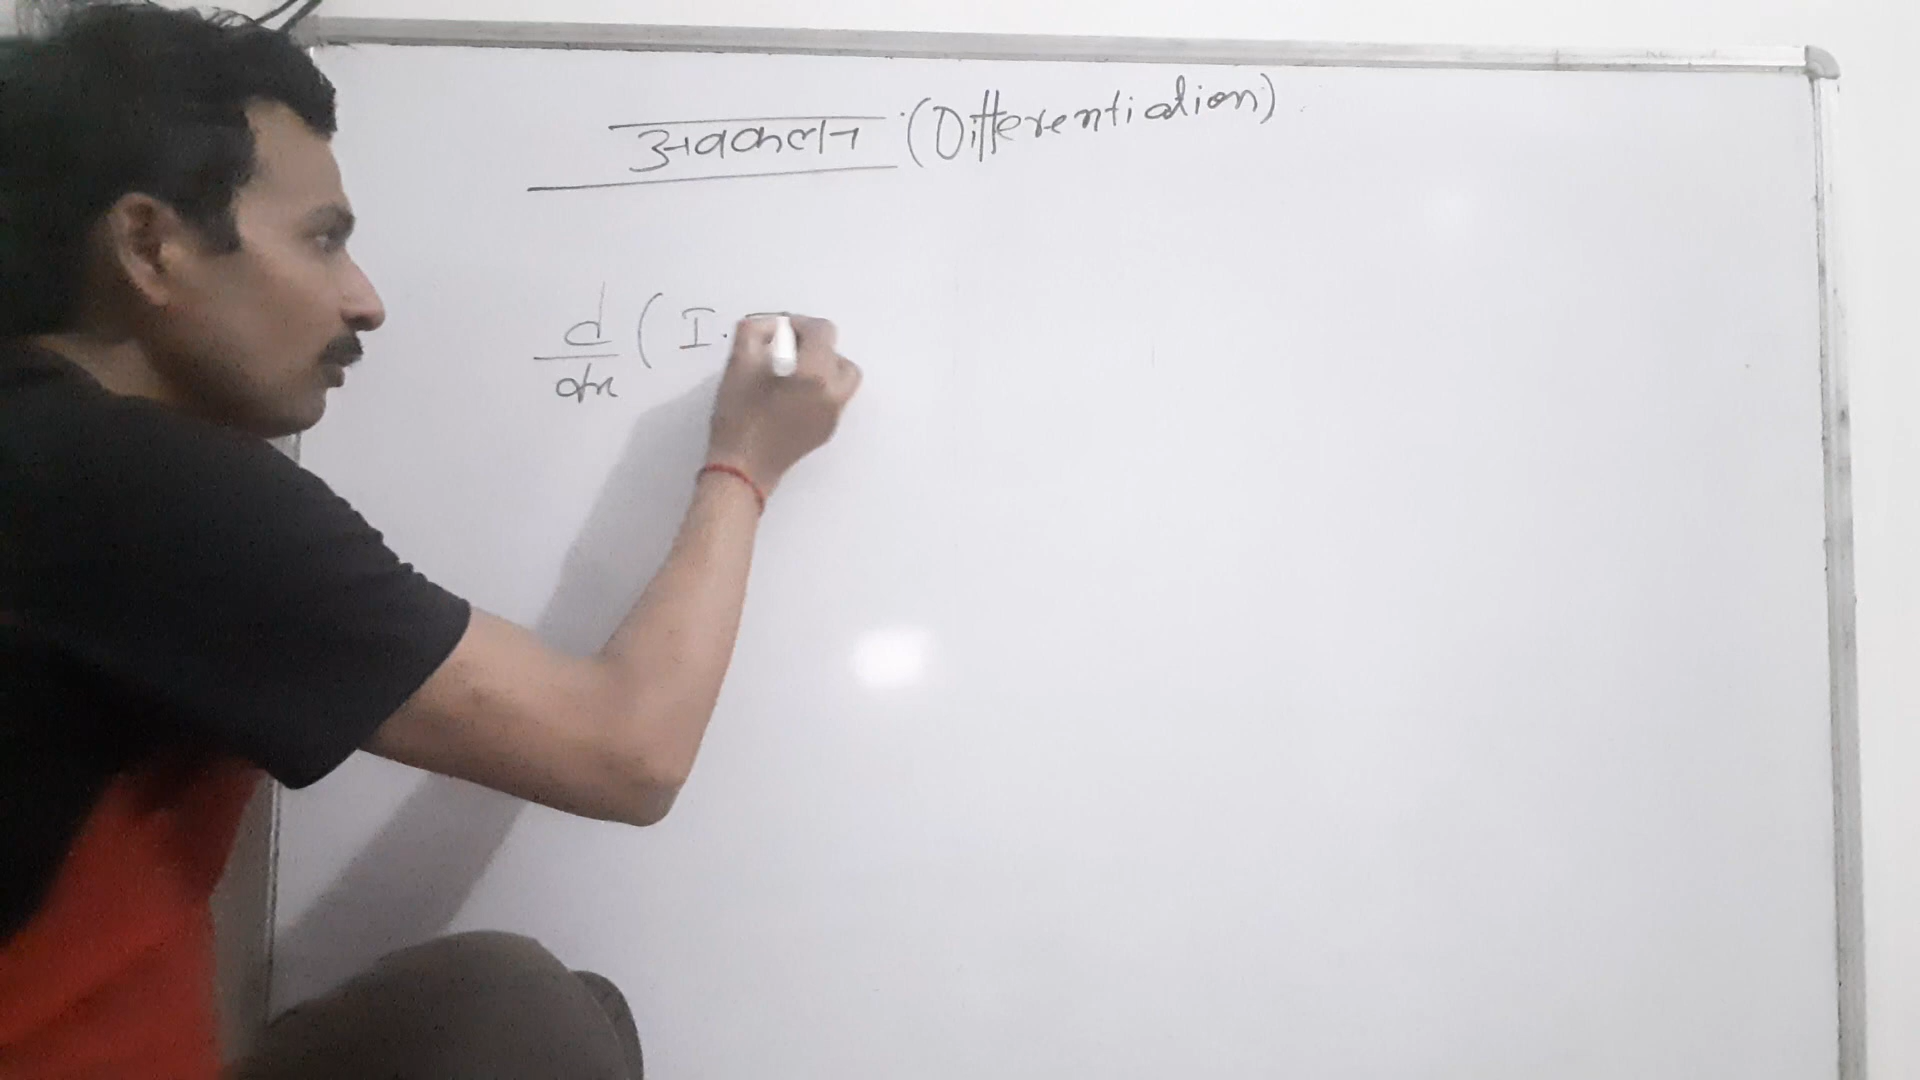 अवकलन (Differentiation)
d/dx ( I.